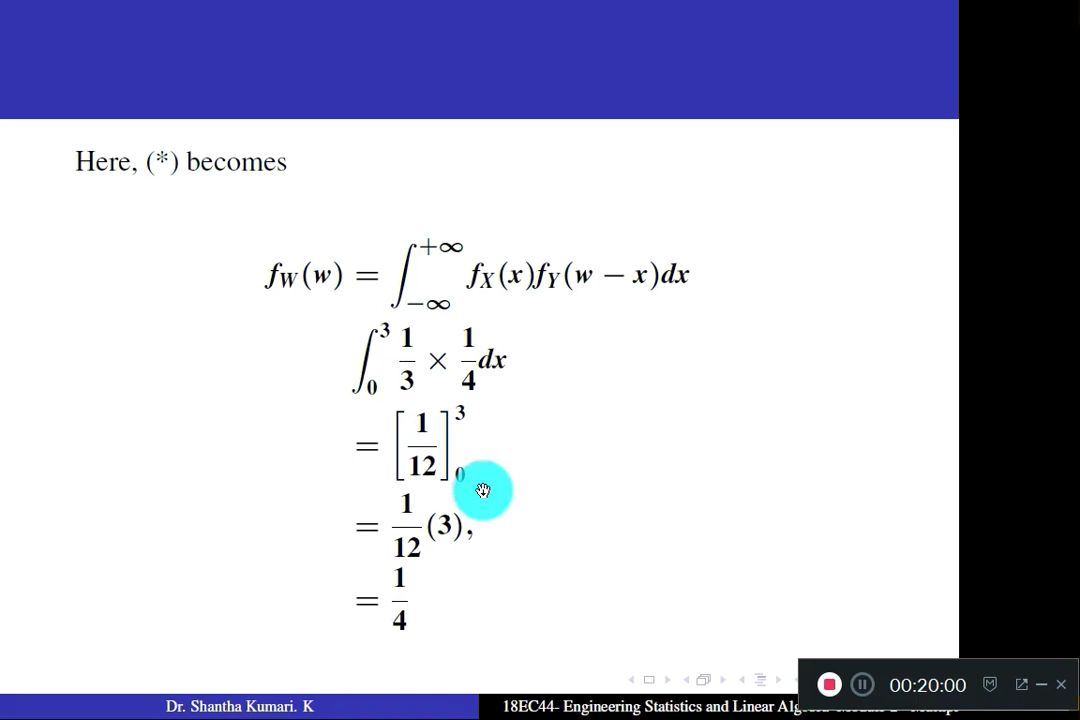 Here, (*) becomes
f_W(w) = ∫_{−∞}^{+∞} f_X(x)f_Y(w − x)dx
∫_0^3 1/3 × 1/4 dx
= [1/12]_0^3
= 1/12 (3),
= 1/4
00:20:00
Dr. Shantha Kumari. K
18EC44- Engineering Statistics and Linear